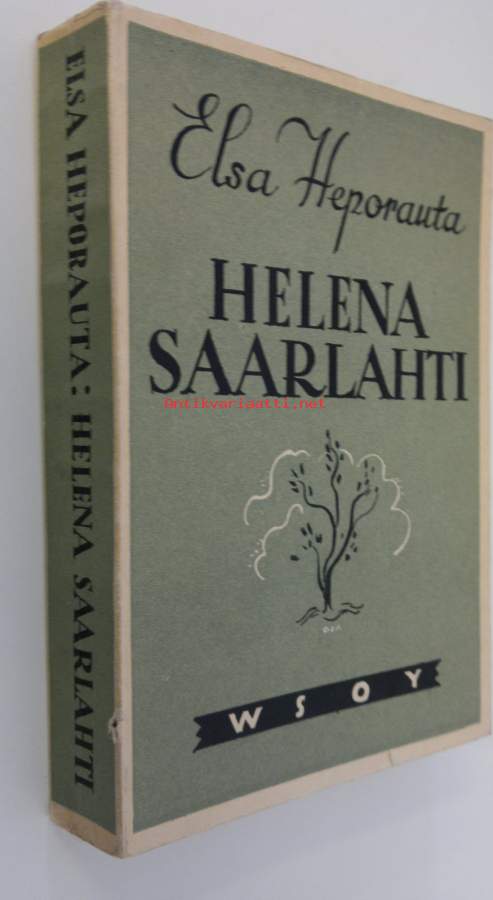 ELSA HEPORAUTA: HELENA SAARLAHTI
Elsa Heporauta
HELENA
SAARLAHTI
Antikvariaatti.net
WSOY